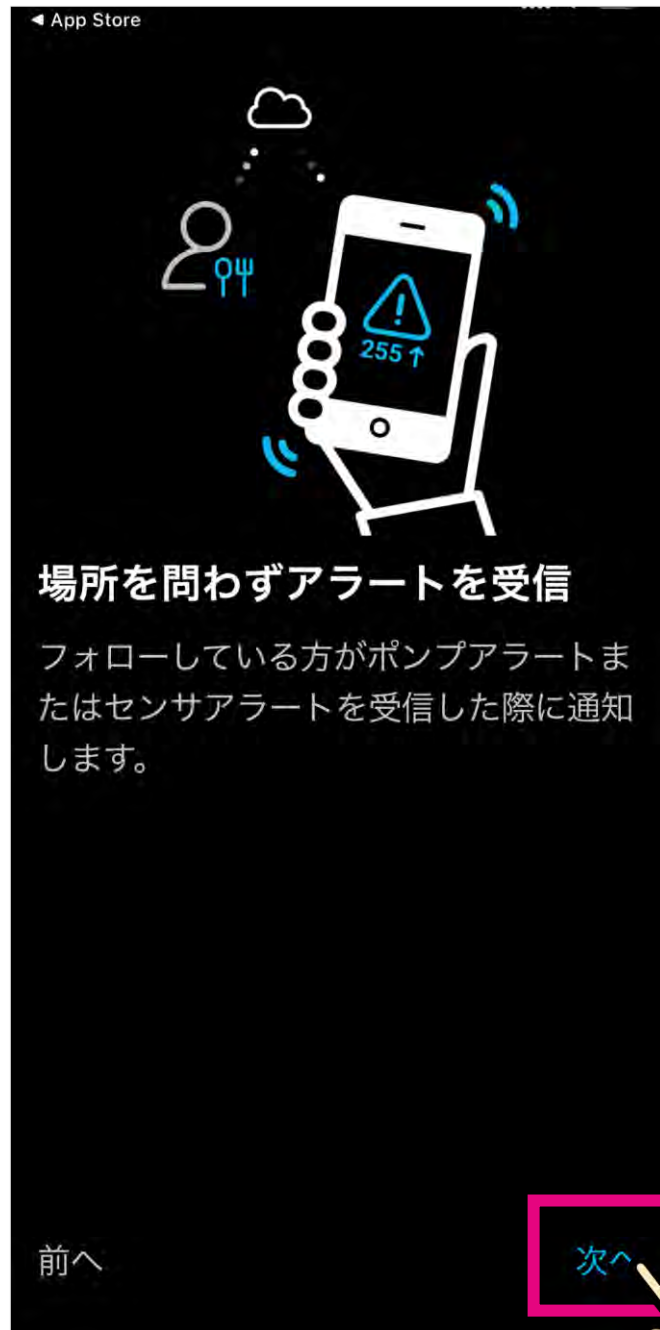 ◀ App Store
255↑
場所を問わずアラートを受信
フォローしている方がポンプアラートま
たはセンサアラートを受信した際に通知
します。
前へ
次へ